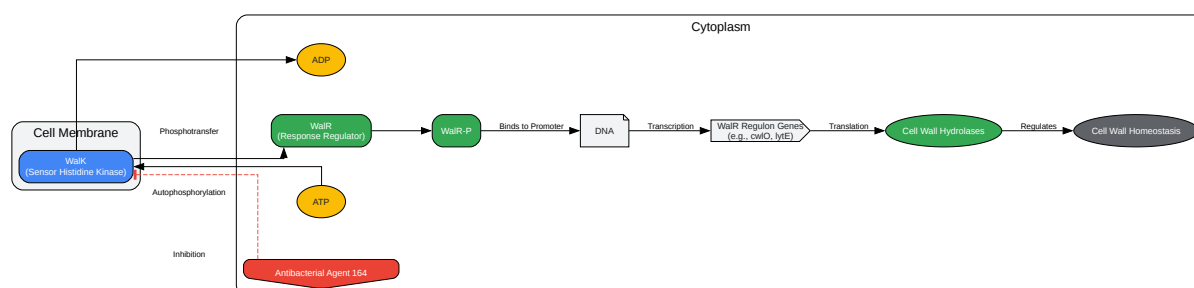 Cytoplasm
ADP
Cell Membrane
WalK
(Sensor Histidine Kinase)
Phosphotransfer
WalR
(Response Regulator)
WalR-P
Binds to Promoter
DNA
Transcription
WalR Regulon Genes
(e.g., cwlO, lytE)
Translation
Cell Wall Hydrolases
Regulates
Cell Wall Homeostasis
Autophosphorylation
ATP
Inhibition
Antibacterial Agent 164